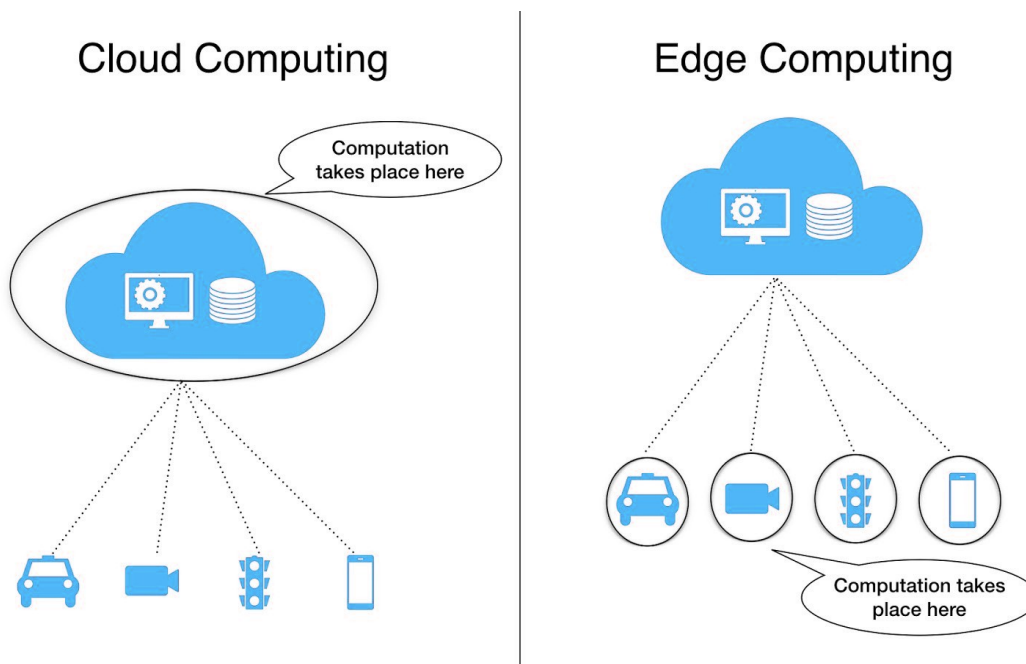 Cloud Computing
Computation
takes place here
Edge Computing
Computation takes
place here